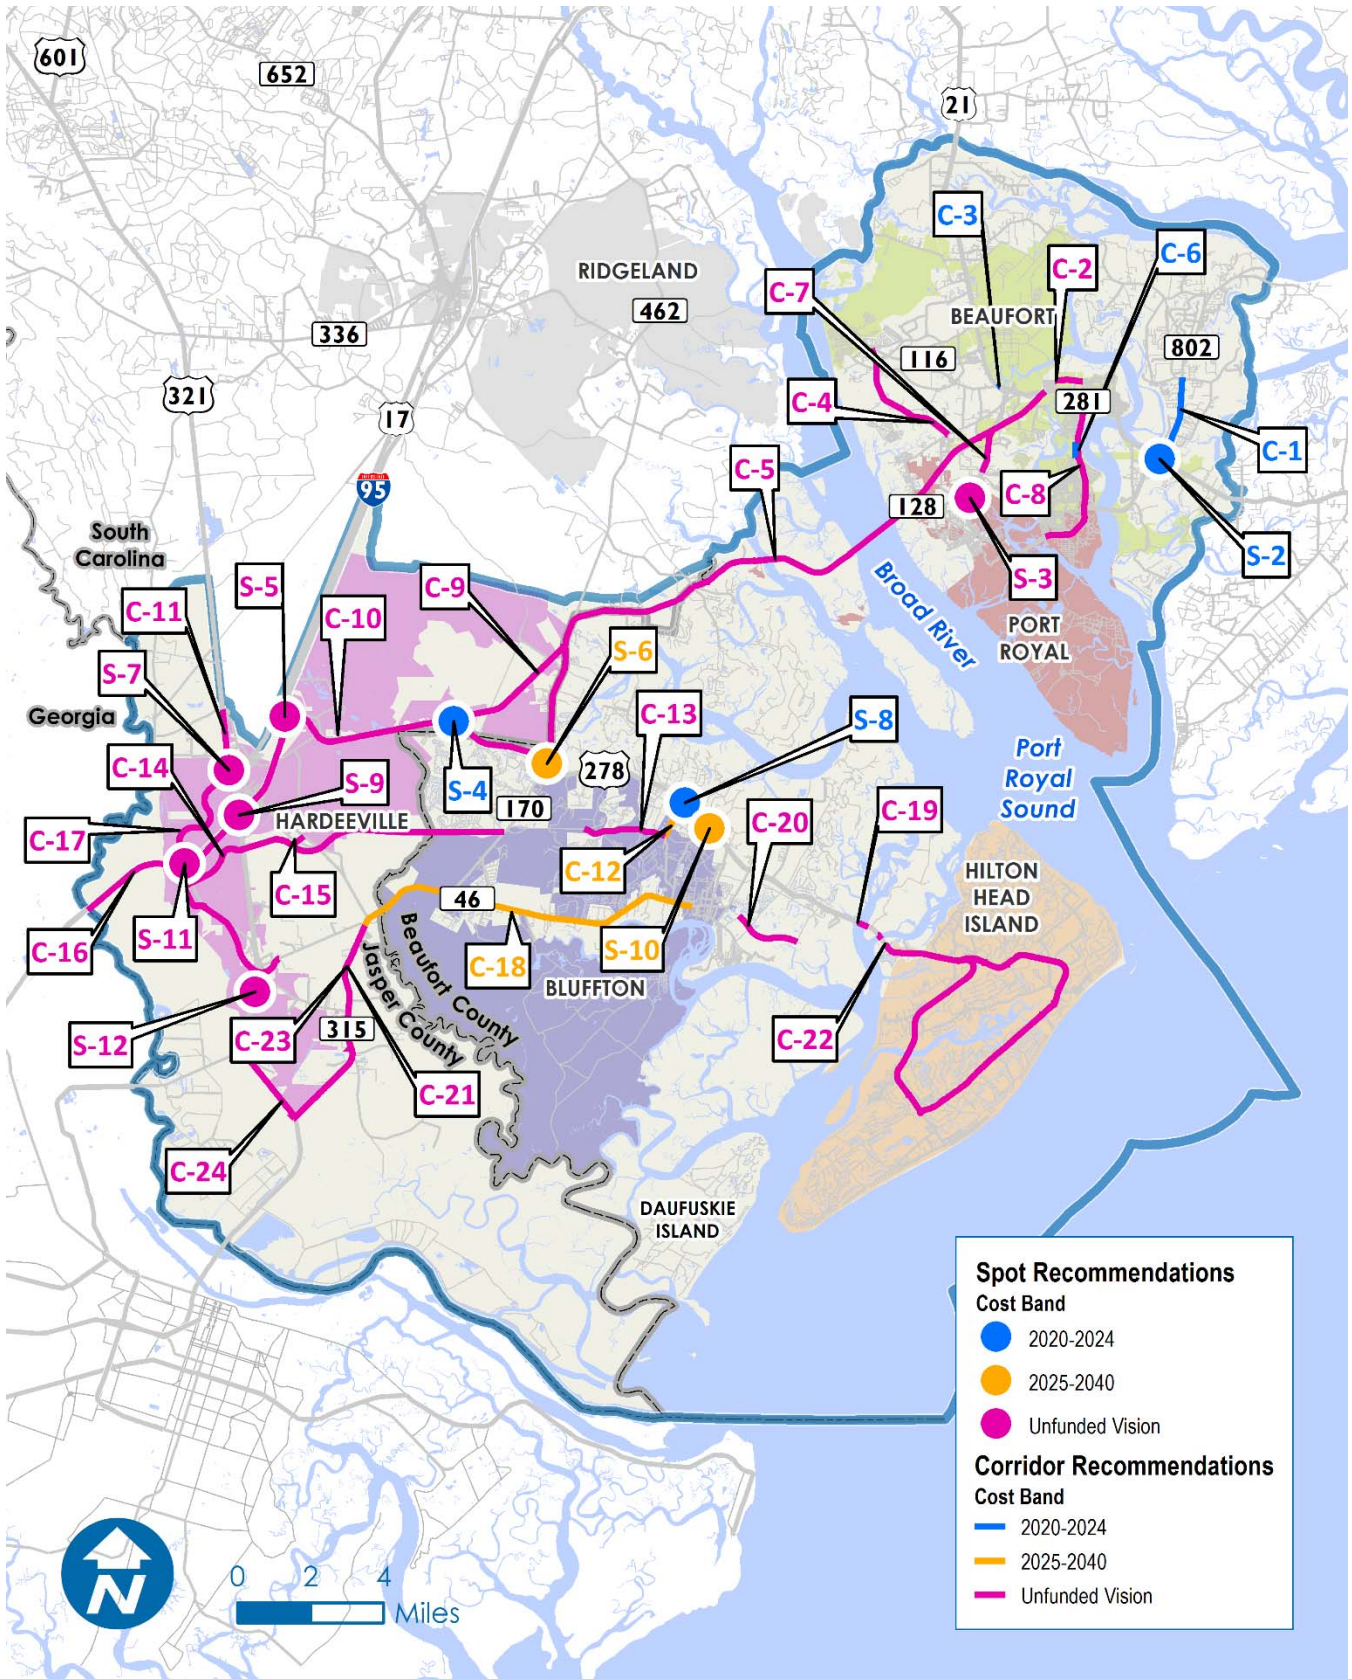 601
652
21
C-3
C-6
C-2
RIDGELAND
C-7
462
BEAUFORT
336
802
116
321
17
C-4
281
C-5
C-1
95
128
C-8
South
Carolina
S-2
S-5
C-9
Broad River
S-3
C-11
C-10
PORT
ROYAL
S-6
S-7
Georgia
C-13
S-8
Port
Royal
Sound
C-14
278
S-9
S-4
170
HARDEEVILLE
C-20
C-19
C-17
C-12
HILTON
HEAD
ISLAND
C-15
46
C-16
S-11
Beaufort County
Jasper County
C-18
S-10
BLUFFTON
S-12
C-23
315
C-22
C-21
C-24
DAUFUSKIE
ISLAND
Spot Recommendations
Cost Band
2020-2024
2025-2040
Unfunded Vision
Corridor Recommendations
Cost Band
2020-2024
2025-2040
Unfunded Vision
N
0 2 4
Miles